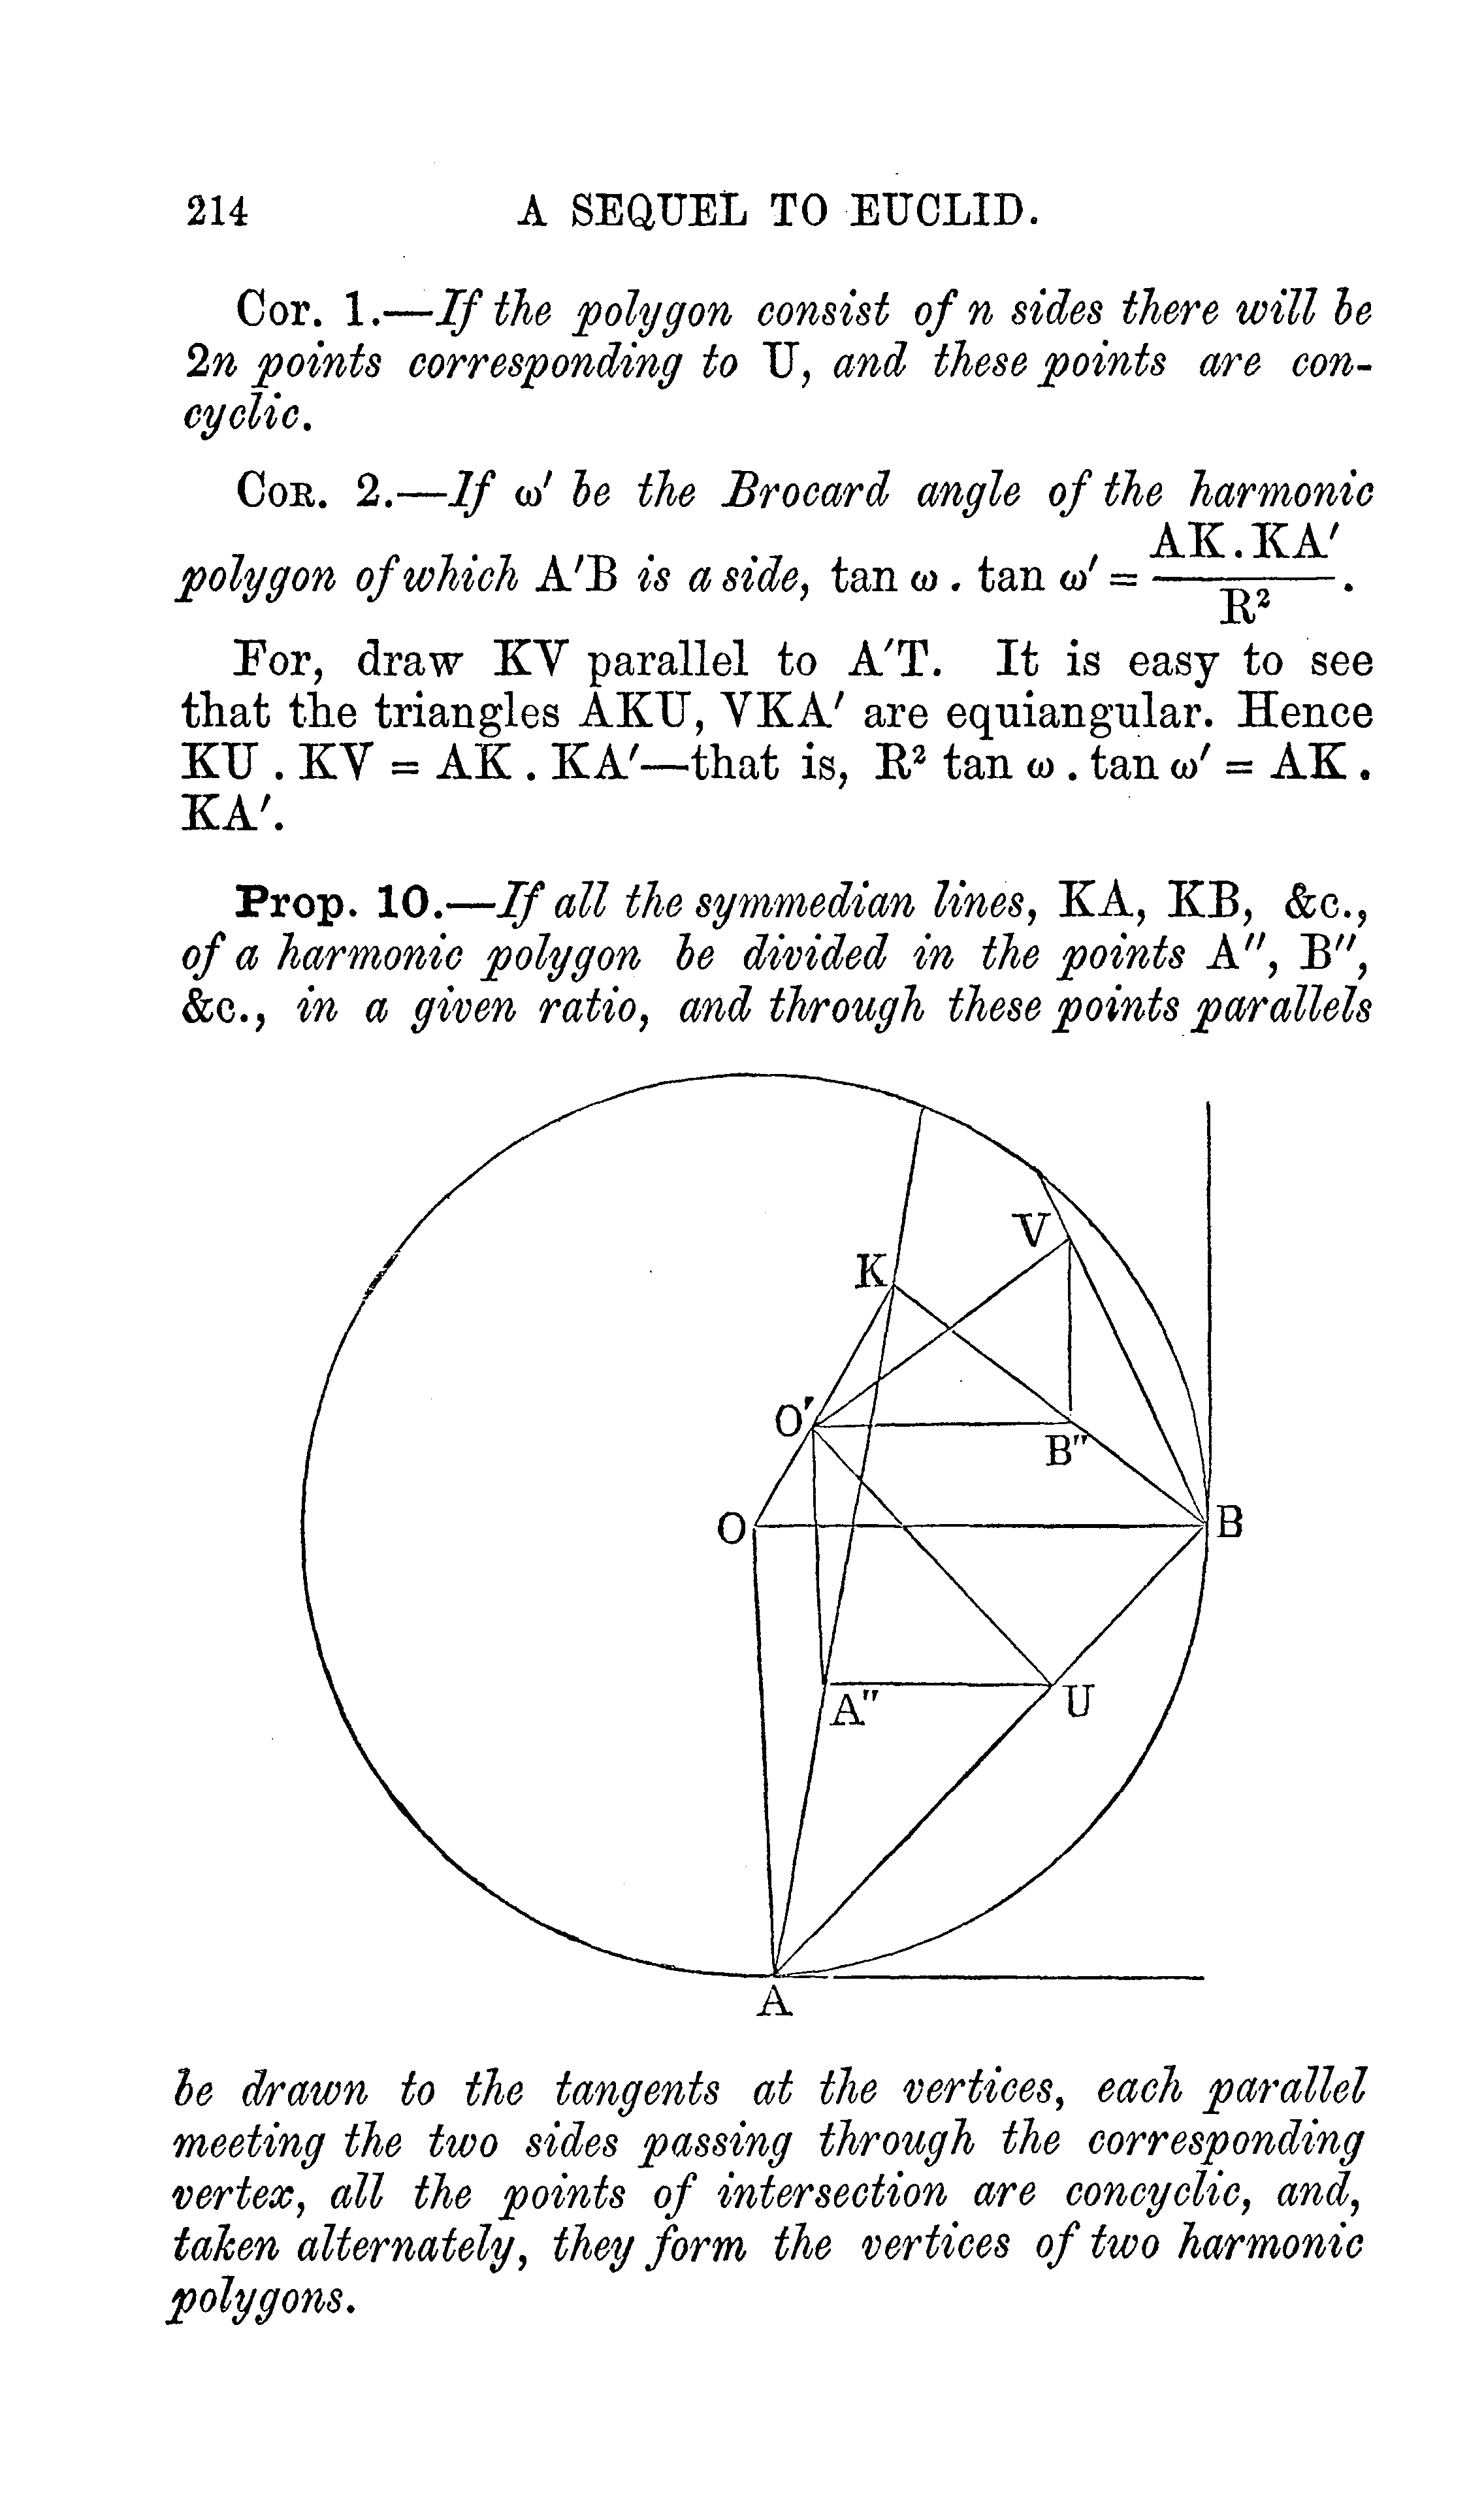 214 A SEQUEL TO EUCLID.
Cor. 1.—If the polygon consist of n sides there will be
2n points corresponding to U, and these points are con-
cyclic.
Cor. 2.—If ω′ be the Brocard angle of the harmonic
polygon of which A′B is a side, tan ω . tan ω′ = AK.KA′ / R² .
For, draw KV parallel to A′T. It is easy to see
that the triangles AKU, VKA′ are equiangular. Hence
KU . KV = AK . KA′—that is, R² tan ω . tan ω′ = AK .
KA′.
Prop. 10.—If all the symmedian lines, KA, KB, &c.,
of a harmonic polygon be divided in the points A″, B″,
&c., in a given ratio, and through these points parallels
V
K
O′
B″
O
B
A″
U
A
be drawn to the tangents at the vertices, each parallel
meeting the two sides passing through the corresponding
vertex, all the points of intersection are concyclic, and,
taken alternately, they form the vertices of two harmonic
polygons.